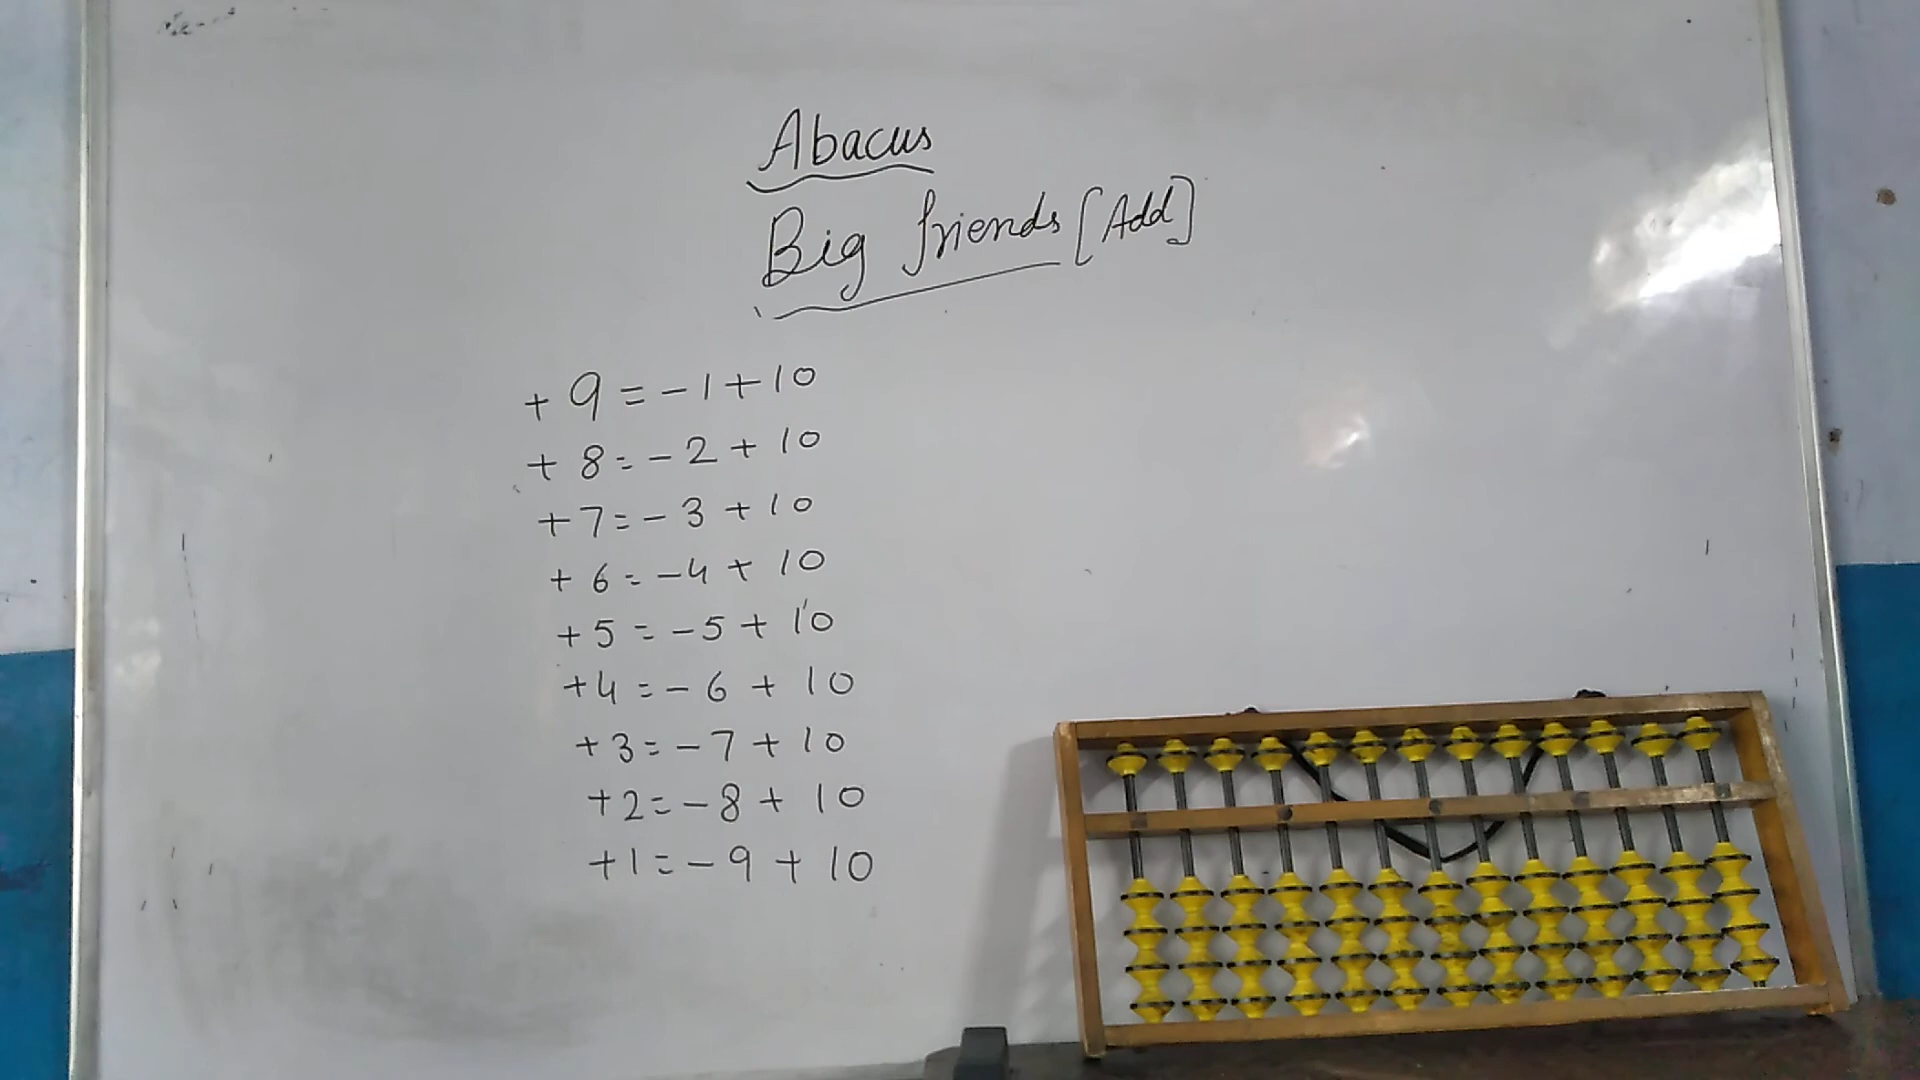 Abacus
Big friends [Add]
+ 9 = - 1 + 10
+ 8 = - 2 + 10
+ 7 = - 3 + 10
+ 6 = - 4 + 10
+ 5 = - 5 + 10
+ 4 = - 6 + 10
+ 3 = - 7 + 10
+ 2 = - 8 + 10
+ 1 = - 9 + 10